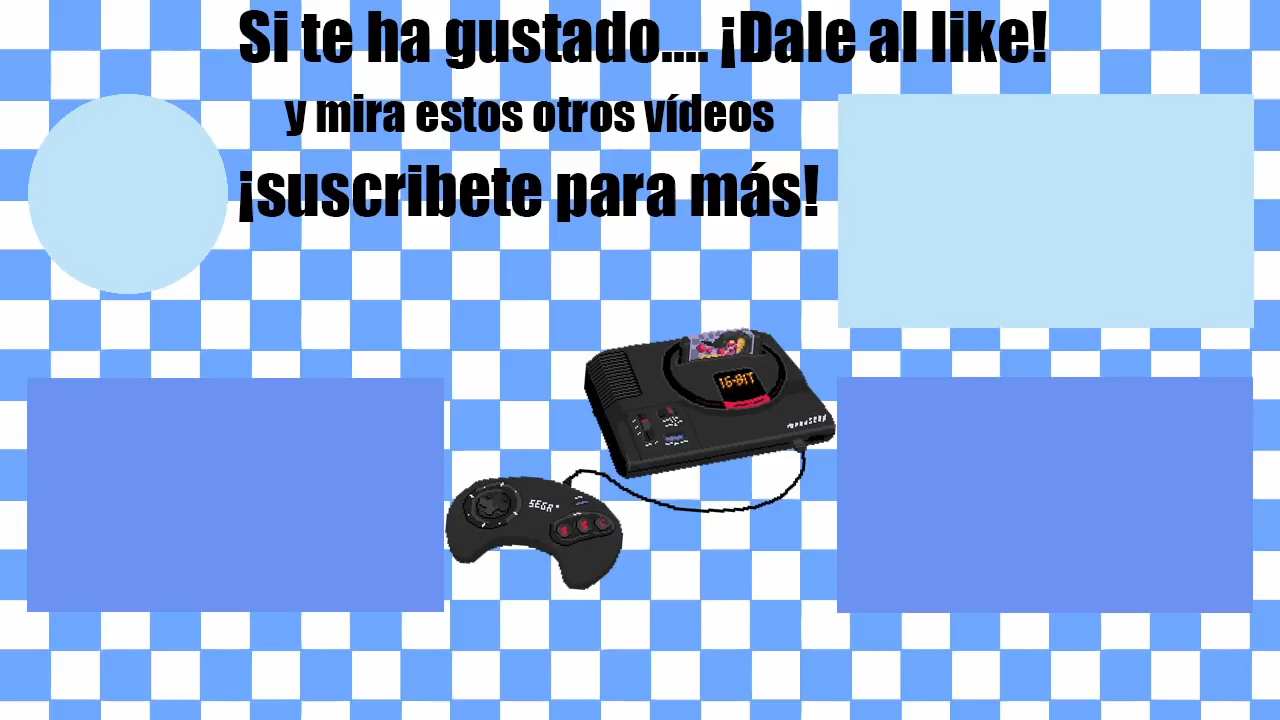 Si te ha gustado.... ¡Dale al like!
y mira estos otros vídeos
¡suscribete para más!
16-BIT
SEGA